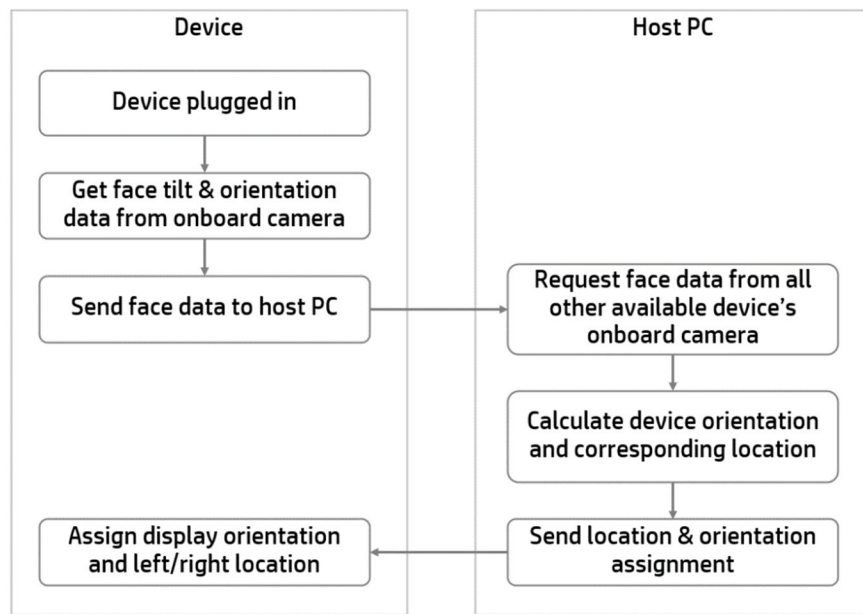 Device
Device plugged in
Get face tilt & orientation
data from onboard camera
Send face data to host PC
Host PC
Request face data from all
other available device's
onboard camera
Calculate device orientation
and corresponding location
Send location & orientation
assignment
Assign display orientation
and left/right location